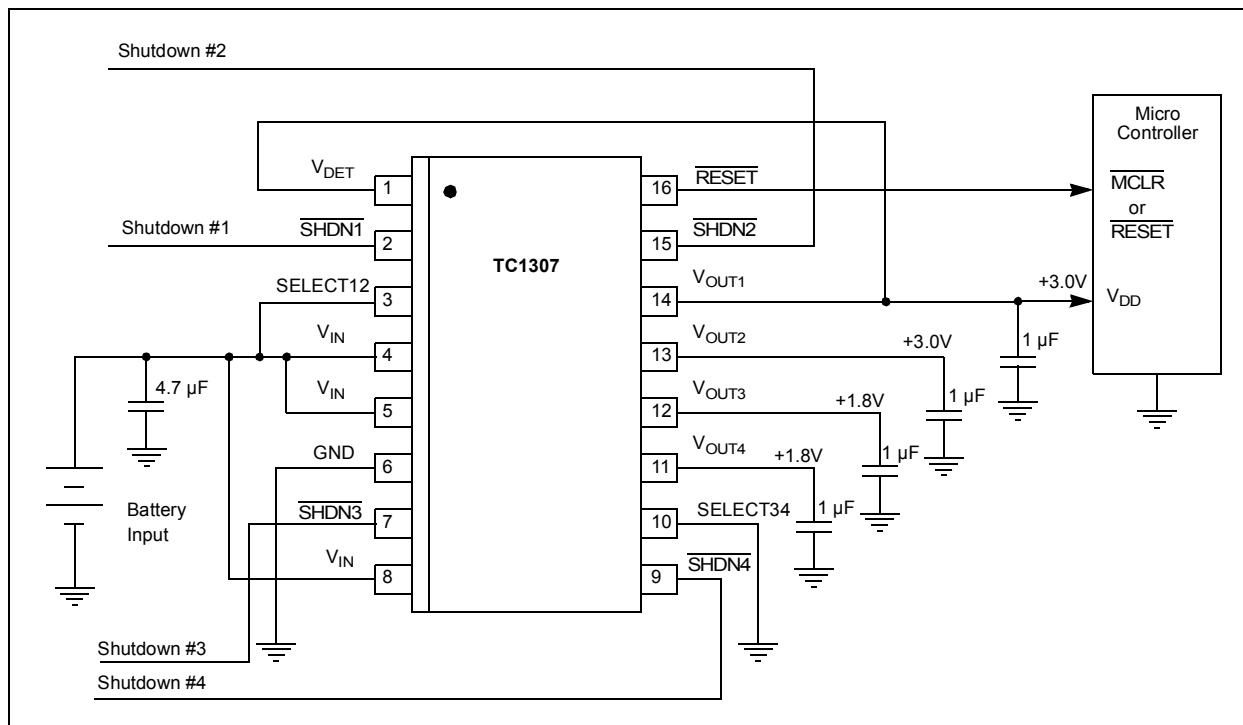 Shutdown #2
Micro
Controller
VDET
1
16
RESET
MCLR
or
RESET
Shutdown #1
SHDN1
2
15
SHDN2
TC1307
SELECT12
3
14
VOUT1
+3.0V
VDD
VIN
4
13
VOUT2
+3.0V
1 µF
4.7 µF
VIN
5
12
VOUT3
+1.8V
1 µF
GND
6
11
VOUT4
+1.8V
1 µF
Battery
Input
SHDN3
7
10
SELECT34
1 µF
VIN
8
9
SHDN4
Shutdown #3
Shutdown #4